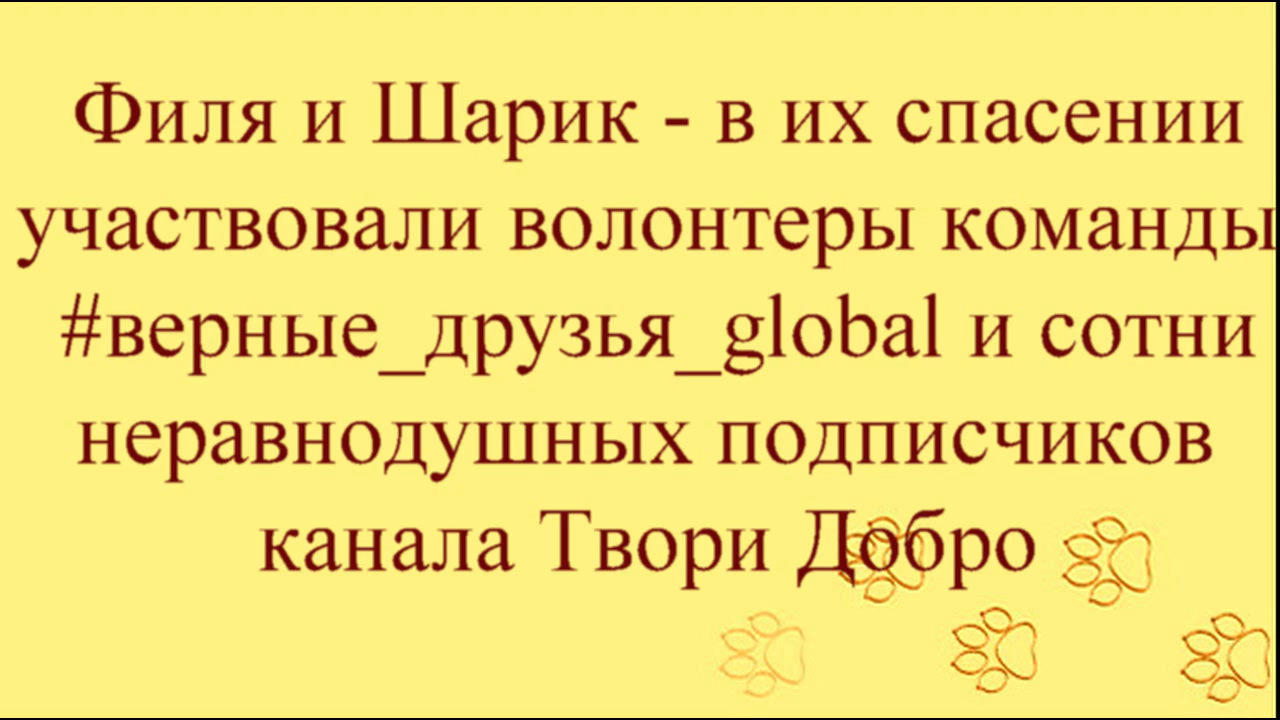 Филя и Шарик - в их спасении
участвовали волонтеры команды
#верные_друзья_global и сотни
неравнодушных подписчиков
канала Твори Добро